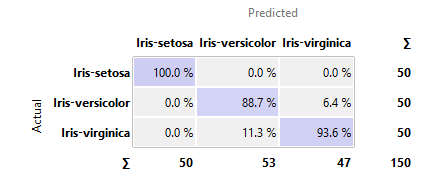 Predicted
Iris-setosa Iris-versicolor Iris-virginica Σ
Iris-setosa 100.0 % 0.0 % 0.0 % 50
Iris-versicolor 0.0 % 88.7 % 6.4 % 50
Iris-virginica 0.0 % 11.3 % 93.6 % 50
Σ 50 53 47 150
Actual